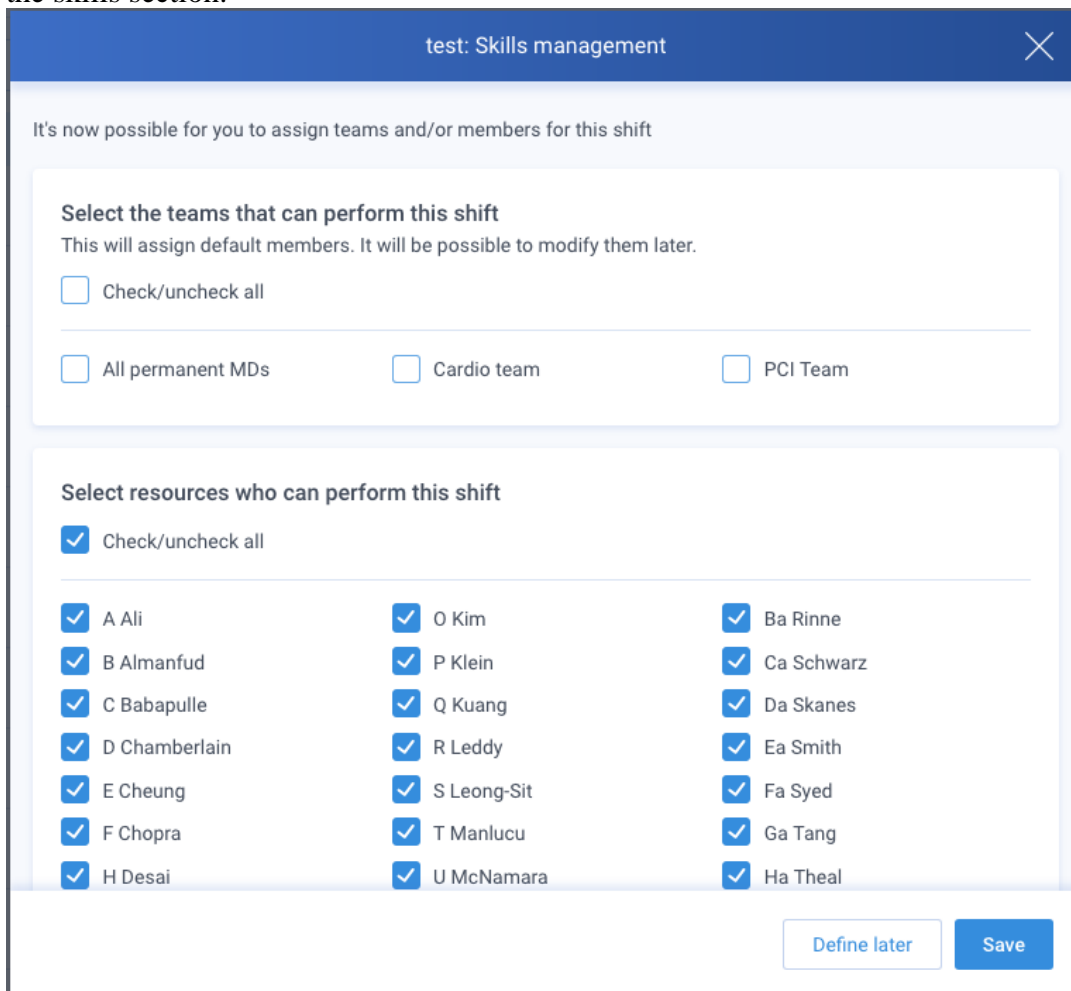 the skills section.
test: Skills management
It's now possible for you to assign teams and/or members for this shift
Select the teams that can perform this shift
This will assign default members. It will be possible to modify them later.
Check/uncheck all
All permanent MDs Cardio team PCI Team
Select resources who can perform this shift
Check/uncheck all
A Ali O Kim Ba Rinne
B Almanfud P Klein Ca Schwarz
C Babapulle Q Kuang Da Skanes
D Chamberlain R Leddy Ea Smith
E Cheung S Leong-Sit Fa Syed
F Chopra T Manlucu Ga Tang
H Desai U McNamara Ha Theal
Define later Save